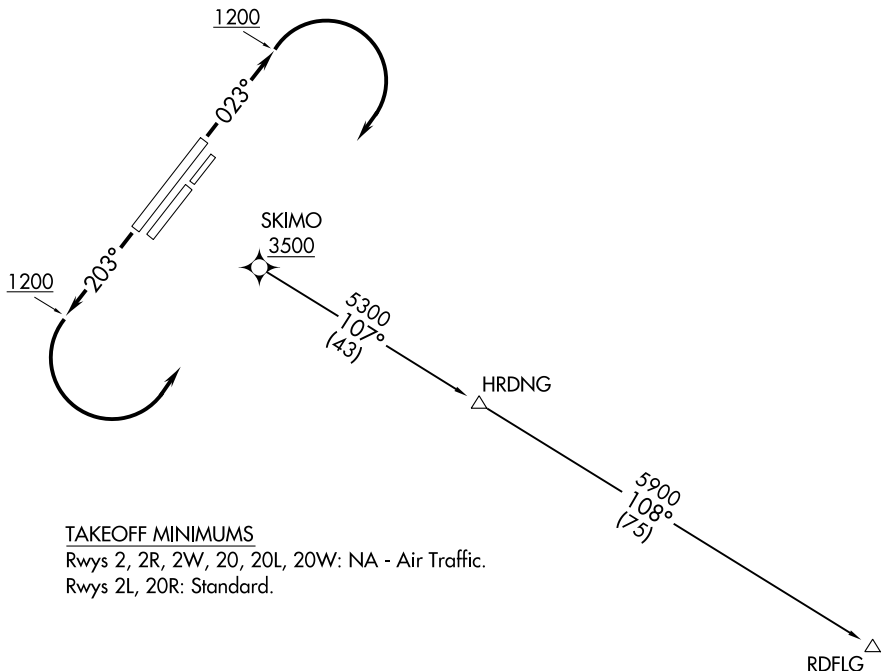 1200
023°
203°
1200
SKIMO
3500
5300
107°
(43)
HRDNG
5900
108°
(75)
RDFLG
TAKEOFF MINIMUMS
Rwys 2, 2R, 2W, 20, 20L, 20W: NA - Air Traffic.
Rwys 2L, 20R: Standard.